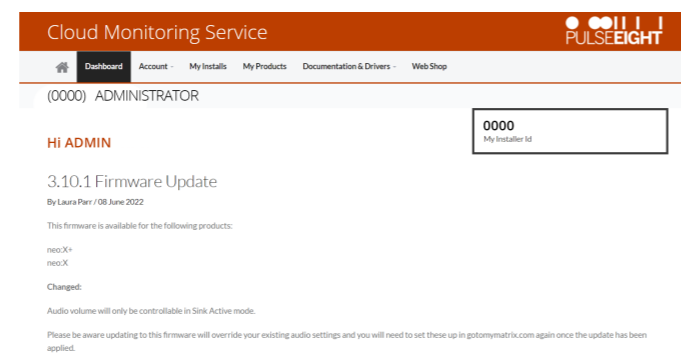 Cloud Monitoring Service
PULSEEIGHT
Dashboard Account - My Installs My Products Documentation & Drivers - Web Shop
(0000) ADMINISTRATOR
0000
My Installer Id
Hi ADMIN
3.10.1 Firmware Update
By Laura Parr / 08 June 2022
This firmware is available for the following products:
neo:X+
neo:X
Changed:
Audio volume will only be controllable in Sink Active mode.
Please be aware updating to this firmware will override your existing audio settings and you will need to set these up in gotomymatrix.com again once the update has been
applied.